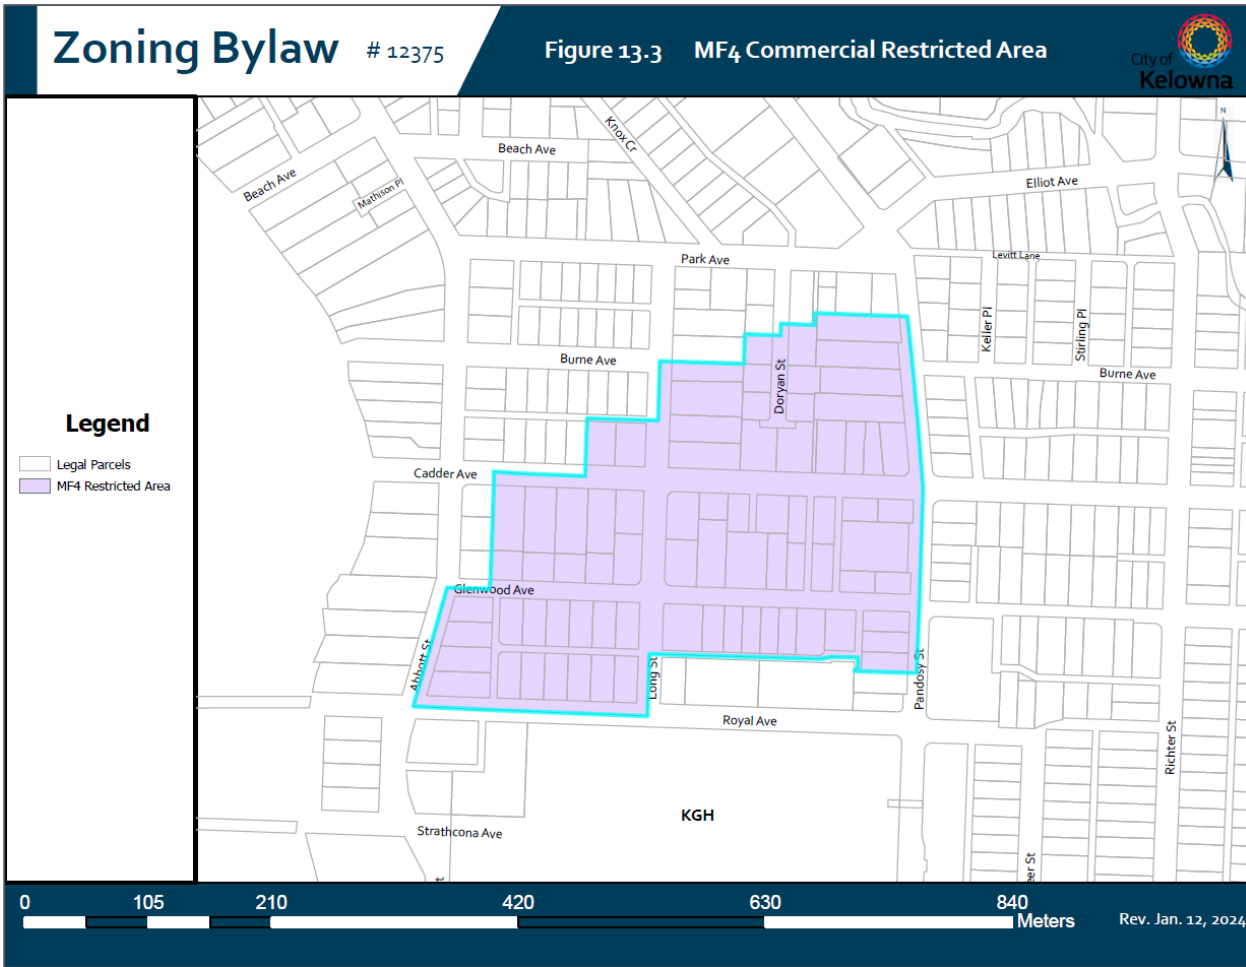 Zoning Bylaw # 12375
Figure 13.3 MF4 Commercial Restricted Area
City of
Kelowna
N
Legend
Legal Parcels
MF4 Restricted Area
Knox Cr
Beach Ave
Beach Ave
Mathison Pl
Elliot Ave
Park Ave
Levitt Lane
Keller Pl
Stirling Pl
Burne Ave
Doryan St
Burne Ave
Cadder Ave
Glenwood Ave
Abbott St
Long St
Pandosy St
Royal Ave
Richter St
KGH
Strathcona Ave
eer St
t
0 105 210 420 630 840
Meters
Rev. Jan. 12, 2024